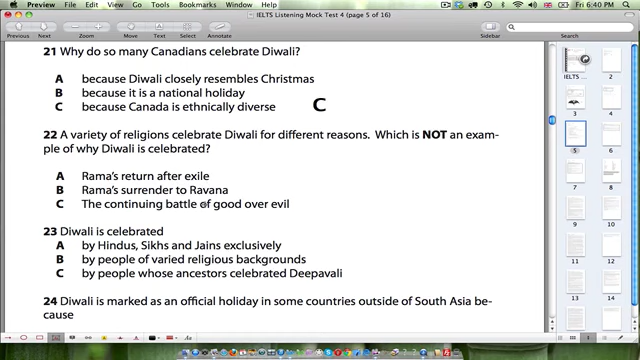 Preview File Edit View Go Tools Bookmarks Window Help Fri 6:40 PM
IELTS Listening Mock Test 4 (page 5 of 16)
Previous Next Zoom Move Text Select Annotate Sidebar Search
21 Why do so many Canadians celebrate Diwali?
A because Diwali closely resembles Christmas
B because it is a national holiday
C because Canada is ethnically diverse C
22 A variety of religions celebrate Diwali for different reasons. Which is NOT an exam-
ple of why Diwali is celebrated?
A Rama's return after exile
B Rama's surrender to Ravana
C The continuing battle of good over evil
23 Diwali is celebrated
A by Hindus, Sikhs and Jains exclusively
B by people of varied religious backgrounds
C by people whose ancestors celebrated Deepavali
24 Diwali is marked as an official holiday in some countries outside of South Asia be-
cause
IELTS... 2
3 4
5 6
7 8
9 10
11 12
13 14